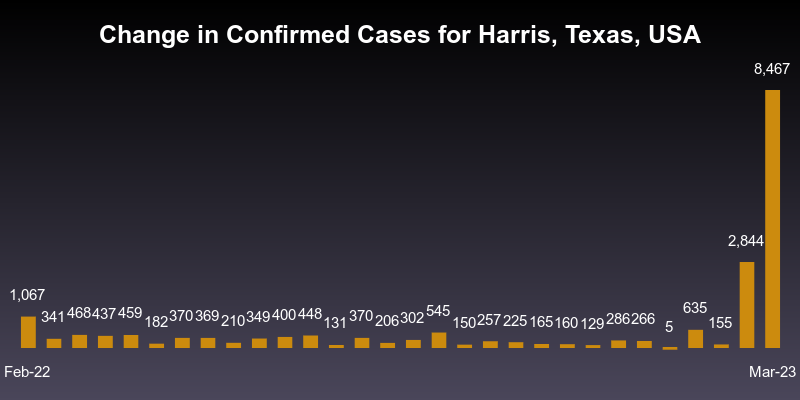 Change in Confirmed Cases for Harris, Texas, USA
1,067 341 468 437 459 182 370 369 210 349 400 448 131 370 206 302 545 150 257 225 165 160 129 286 266 5 635 155 2,844 8,467
Feb-22 Mar-23